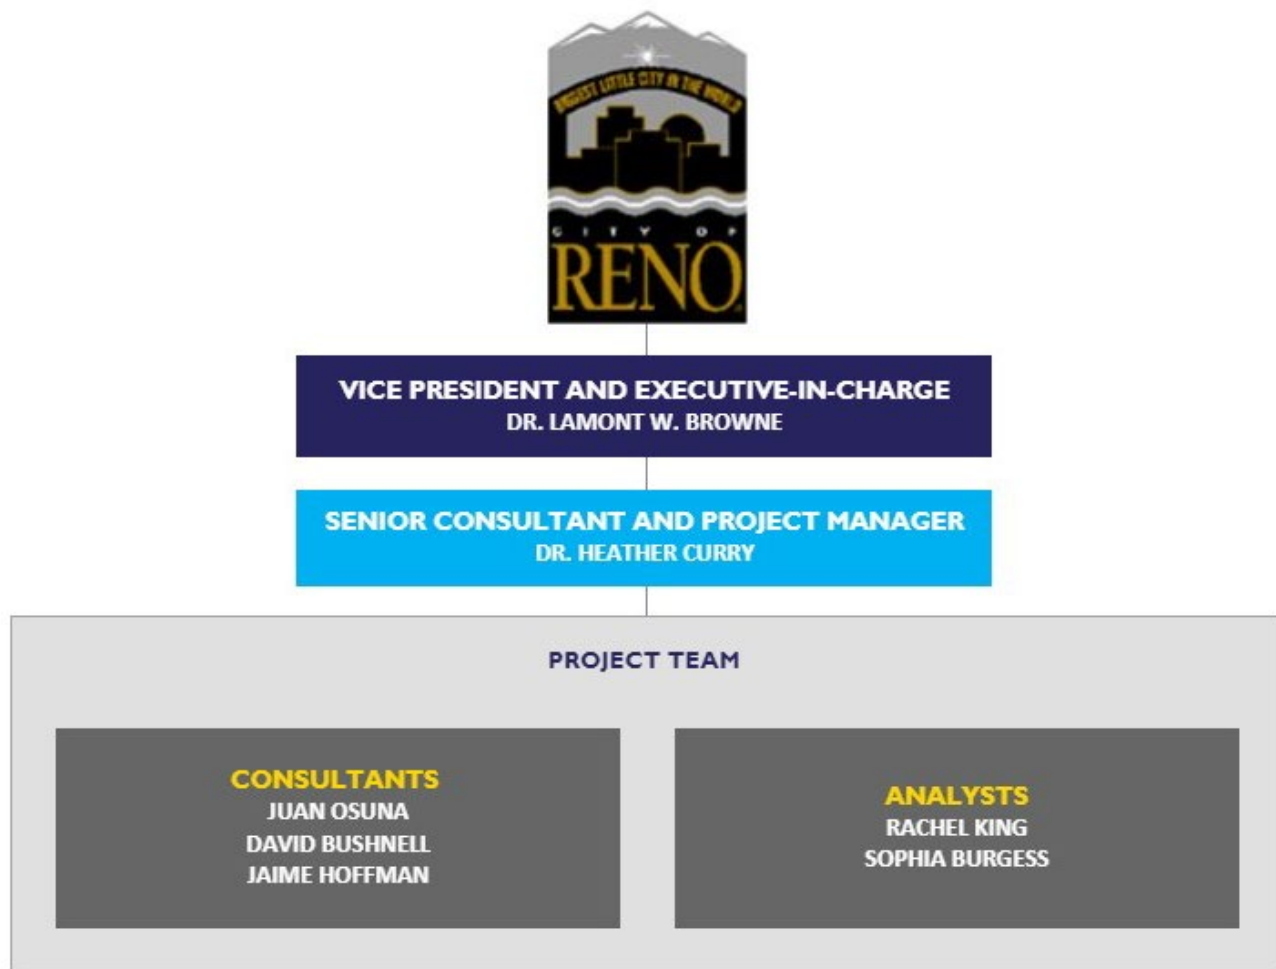 BIGGEST LITTLE CITY IN THE WORLD
CITY OF
RENO
VICE PRESIDENT AND EXECUTIVE-IN-CHARGE
DR. LAMONT W. BROWNE
SENIOR CONSULTANT AND PROJECT MANAGER
DR. HEATHER CURRY
PROJECT TEAM
CONSULTANTS
JUAN OSUNA
DAVID BUSHNELL
JAIME HOFFMAN
ANALYSTS
RACHEL KING
SOPHIA BURGESS